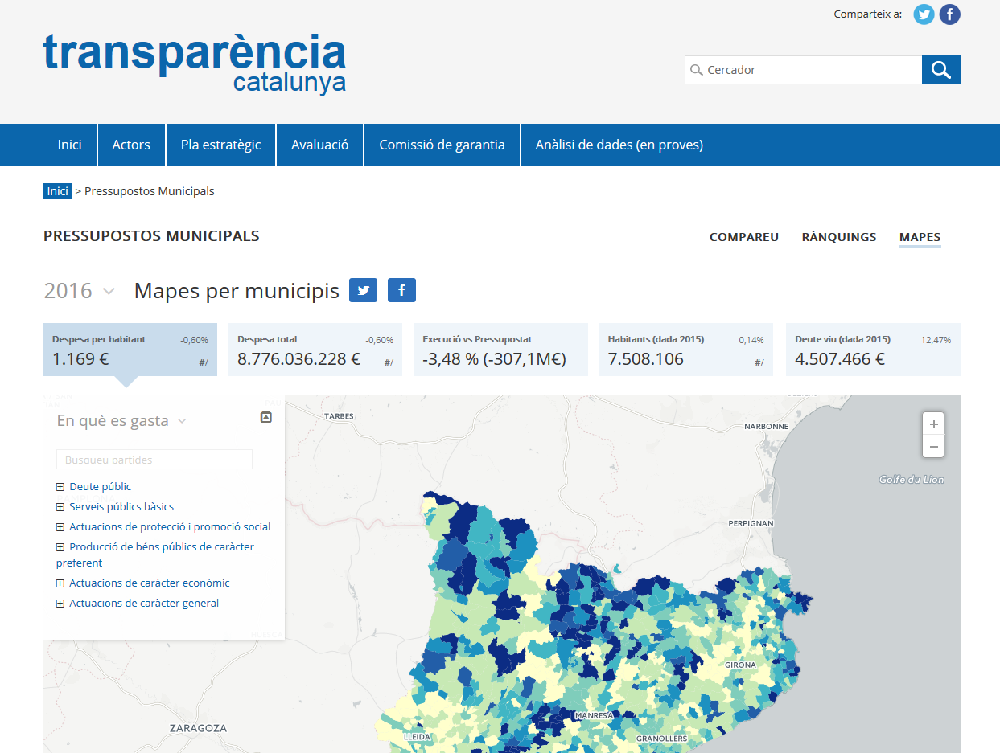 Comparteix a:
transparència
catalunya
Cercador
Inici
Actors
Pla estratègic
Avaluació
Comissió de garantia
Anàlisi de dades (en proves)
Inici > Pressupostos Municipals
PRESSUPOSTOS MUNICIPALS
COMPAREU
RÀNQUINGS
MAPES
2016
Mapes per municipis
Despesa per habitant
-0,60%
1.169 €
#/
Despesa total
-0,60%
8.776.036.228 €
#/
Execució vs Pressupostat
-3,48 % (-307,1M€)
Habitants (dada 2015)
0,14%
7.508.106
#/
Deute viu (dada 2015)
12,47%
4.507.466 €
En què es gasta
Busqueu partides
Deute públic
Serveis públics bàsics
Actuacions de protecció i promoció social
Producció de béns públics de caràcter
preferent
Actuacions de caràcter econòmic
Actuacions de caràcter general
+
−
TARBES
NARBONNE
Golfe du Lion
PERPIGNAN
HUESCA
GIRONA
MANRESA
ZARAGOZA
LLEIDA
GRANOLLERS